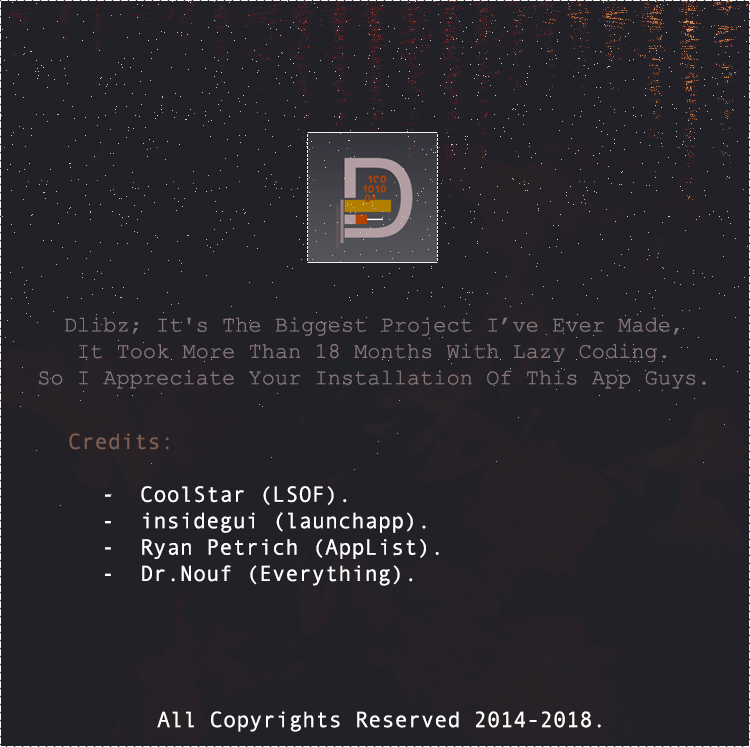 D
100
1010
01
Dlibz; It's The Biggest Project I’ve Ever Made,
It Took More Than 18 Months With Lazy Coding.
So I Appreciate Your Installation Of This App Guys.
Credits:
- CoolStar (LSOF).
- insidegui (launchapp).
- Ryan Petrich (AppList).
- Dr.Nouf (Everything).
All Copyrights Reserved 2014-2018.